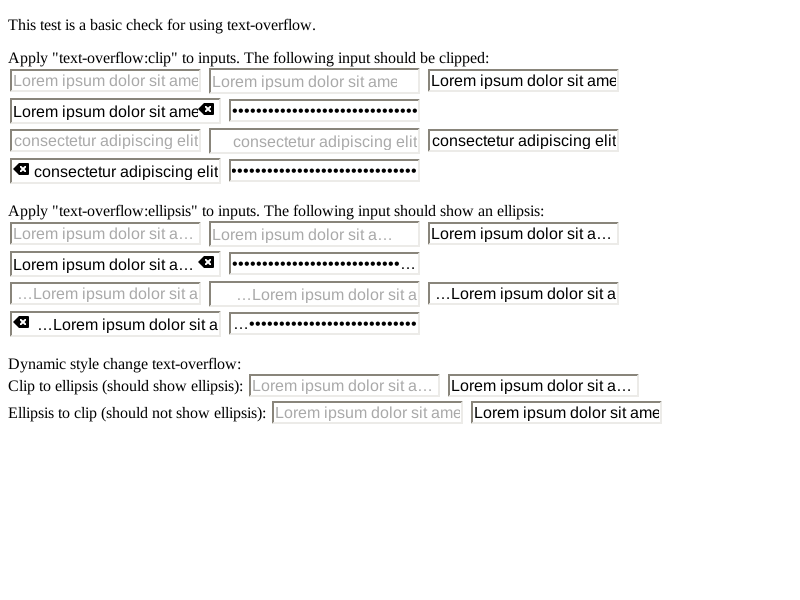 This test is a basic check for using text-overflow.
Apply "text-overflow:clip" to inputs. The following input should be clipped:
Lorem ipsum dolor sit ame Lorem ipsum dolor sit ame Lorem ipsum dolor sit ame
Lorem ipsum dolor sit ame •••••••••••••••••••••••••••••••
consectetur adipiscing elit consectetur adipiscing elit consectetur adipiscing elit
consectetur adipiscing elit •••••••••••••••••••••••••••••••
Apply "text-overflow:ellipsis" to inputs. The following input should show an ellipsis:
Lorem ipsum dolor sit a… Lorem ipsum dolor sit a… Lorem ipsum dolor sit a…
Lorem ipsum dolor sit a… ••••••••••••••••••••••••••••…
…Lorem ipsum dolor sit a …Lorem ipsum dolor sit a …Lorem ipsum dolor sit a
…Lorem ipsum dolor sit a …••••••••••••••••••••••••••••
Dynamic style change text-overflow:
Clip to ellipsis (should show ellipsis): Lorem ipsum dolor sit a… Lorem ipsum dolor sit a…
Ellipsis to clip (should not show ellipsis): Lorem ipsum dolor sit ame Lorem ipsum dolor sit ame